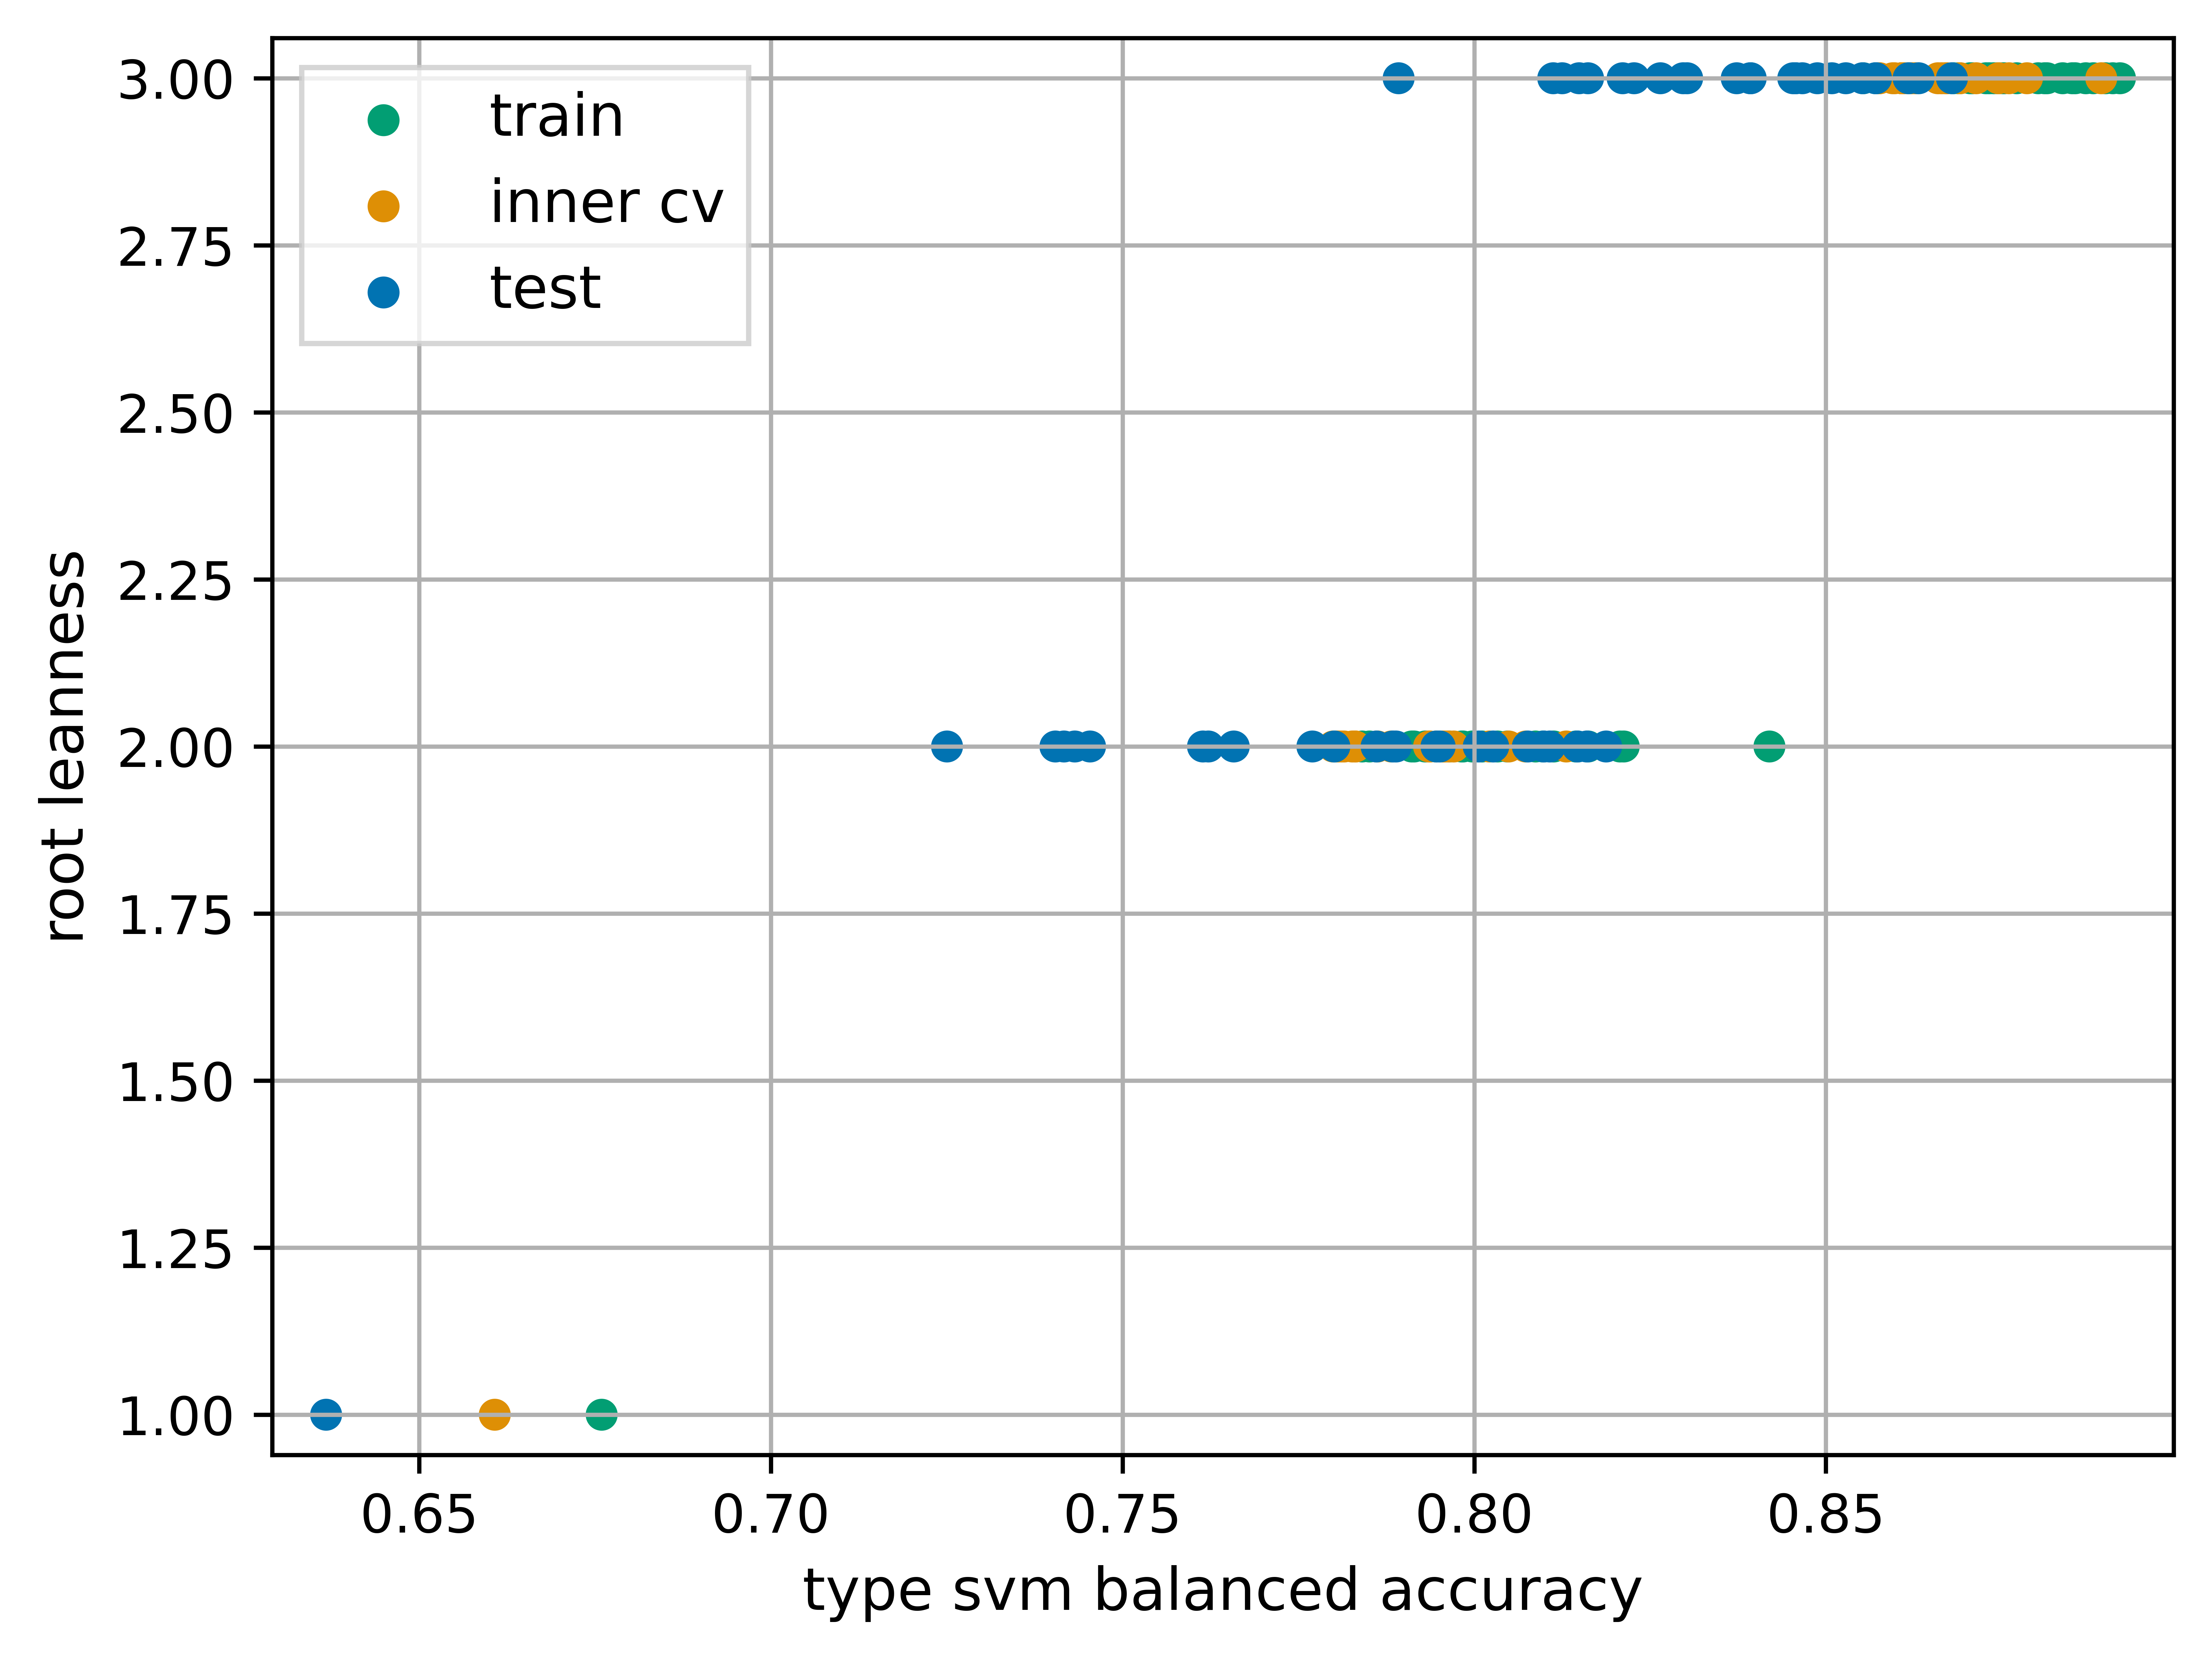 train
inner cv
test
3.00
2.75
2.50
2.25
2.00
1.75
1.50
1.25
1.00
root leanness
0.65 0.70 0.75 0.80 0.85
type svm balanced accuracy